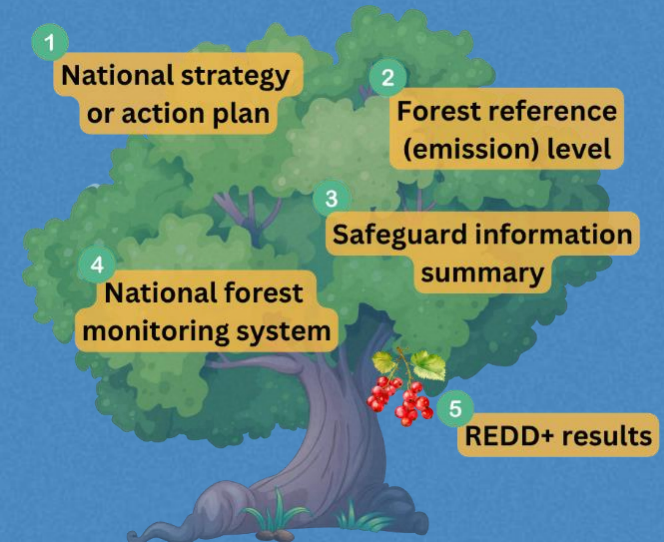 1
National strategy
or action plan
2
Forest reference
(emission) level
3
Safeguard information
summary
4
National forest
monitoring system
5
REDD+ results